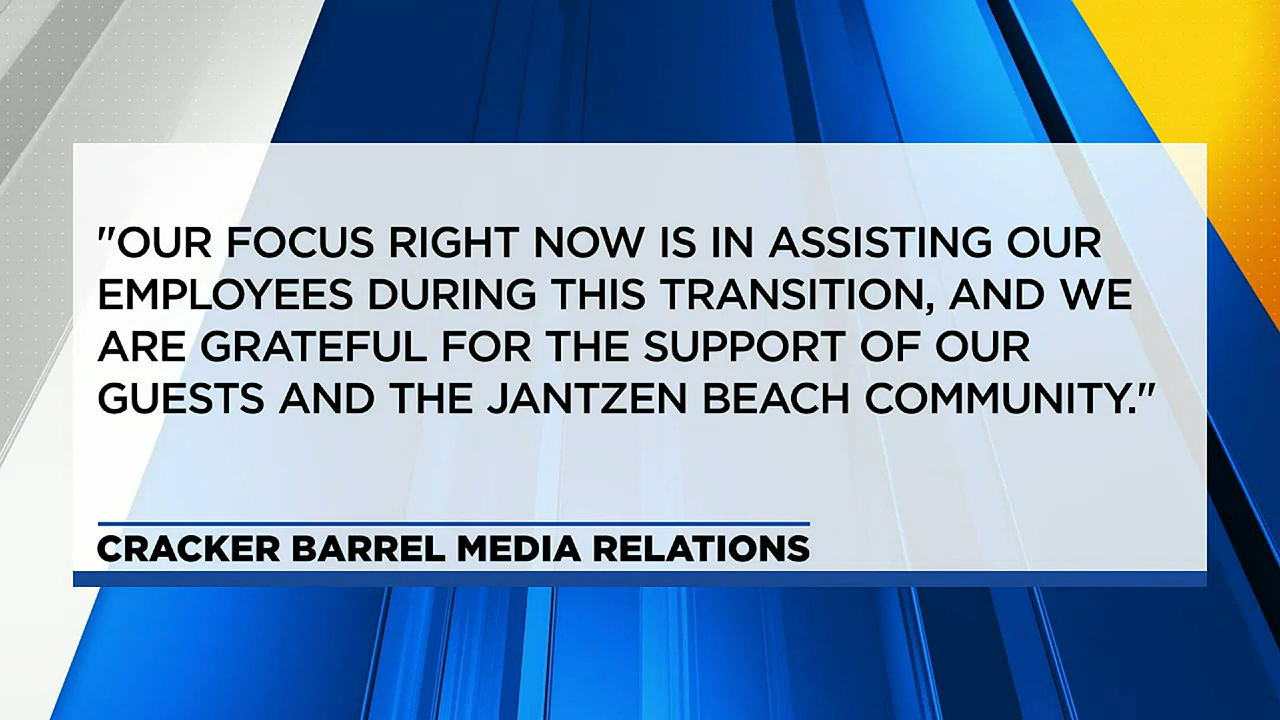 "OUR FOCUS RIGHT NOW IS IN ASSISTING OUR
EMPLOYEES DURING THIS TRANSITION, AND WE
ARE GRATEFUL FOR THE SUPPORT OF OUR
GUESTS AND THE JANTZEN BEACH COMMUNITY."
CRACKER BARREL MEDIA RELATIONS